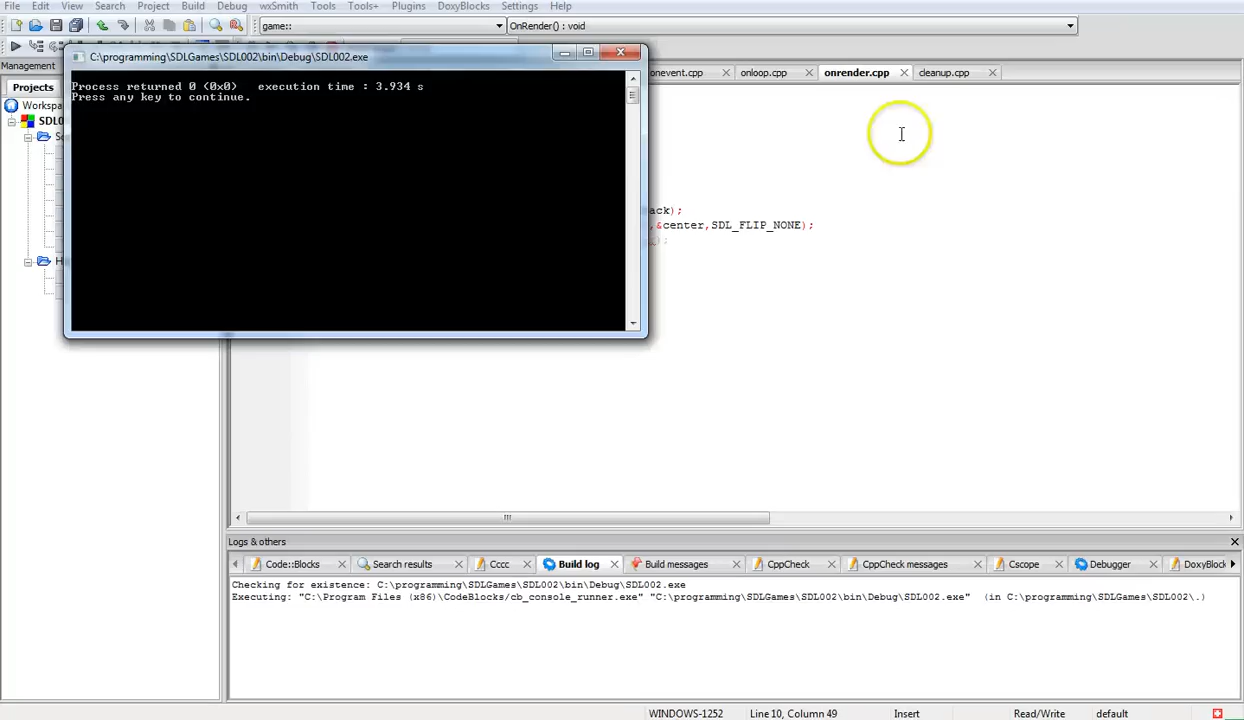 File Edit View Search Project Build Debug wxSmith Tools Tools+ Plugins DoxyBlocks Settings Help
game:: OnRender() : void
C:\programming\SDLGames\SDL002\bin\Debug\SDL002.exe
Management
onevent.cpp onloop.cpp onrender.cpp cleanup.cpp
Projects
Process returned 0 (0x0) execution time : 3.934 s
Press any key to continue.
Workspa
SDL0
So
ack);
,&center,SDL_FLIP_NONE);
);
H
Logs & others
Code::Blocks Search results Cccc Build log Build messages CppCheck CppCheck messages Cscope Debugger DoxyBlock
Checking for existence: C:\programming\SDLGames\SDL002\bin\Debug\SDL002.exe
Executing: "C:\Program Files (x86)\CodeBlocks/cb_console_runner.exe" "C:\programming\SDLGames\SDL002\bin\Debug\SDL002.exe" (in C:\programming\SDLGames\SDL002\.)
WINDOWS-1252 Line 10, Column 49 Insert Read/Write default